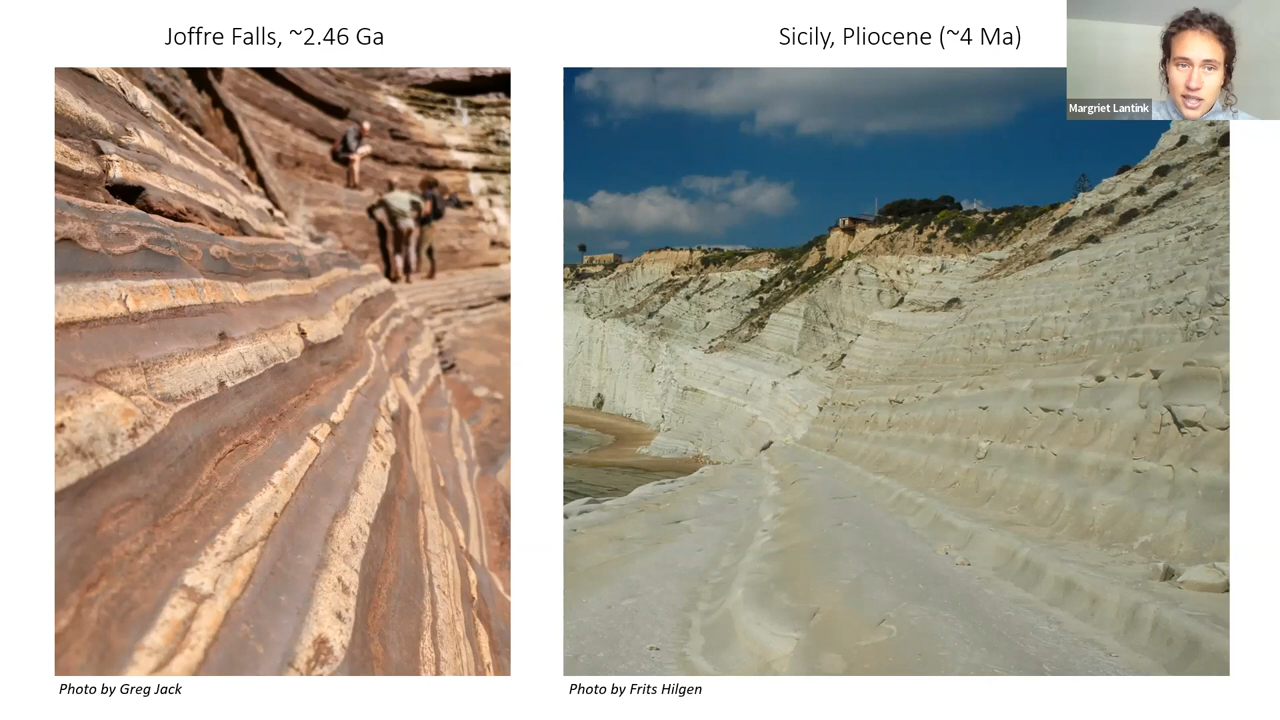 Joffre Falls, ~2.46 Ga
Sicily, Pliocene (~4 Ma)
Margriet Lantink
Photo by Greg Jack
Photo by Frits Hilgen